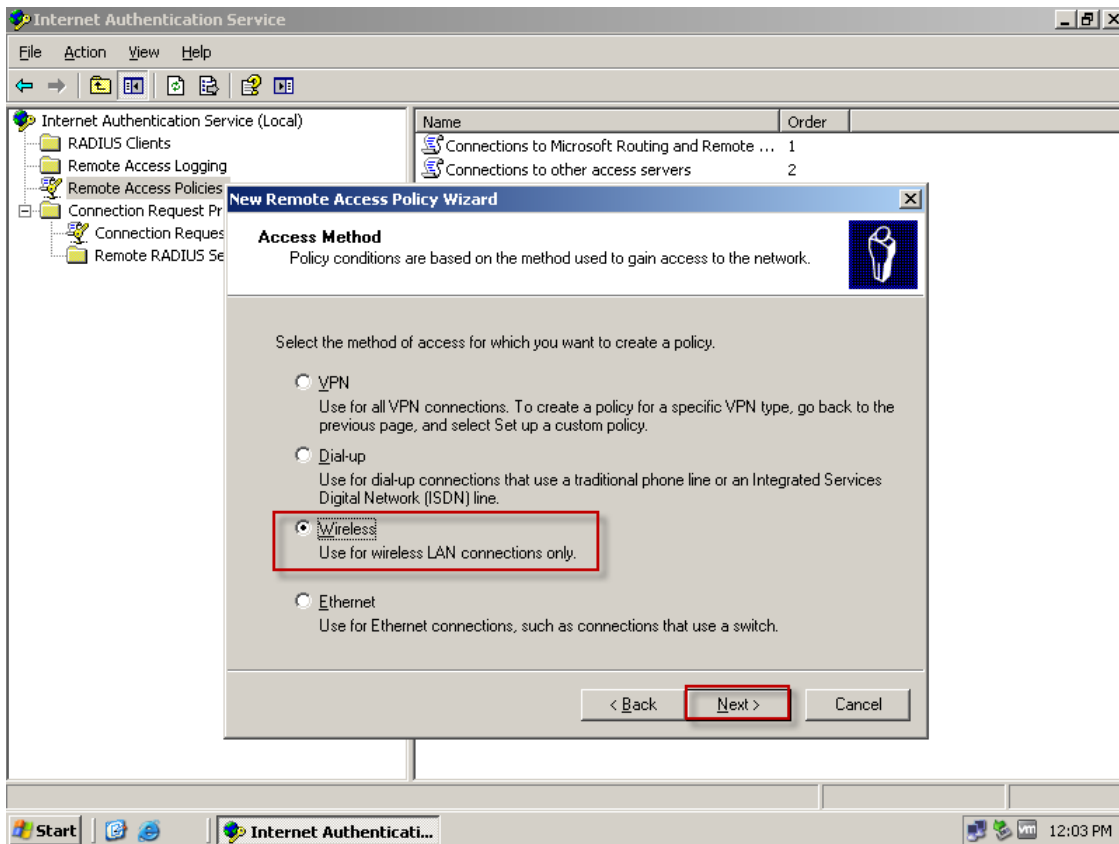 Internet Authentication Service
File Action View Help
Internet Authentication Service (Local)
RADIUS Clients
Remote Access Logging
Remote Access Policies
Connection Request Pr
Connection Reques
Remote RADIUS Se
Name Order
Connections to Microsoft Routing and Remote ... 1
Connections to other access servers 2
New Remote Access Policy Wizard
Access Method
Policy conditions are based on the method used to gain access to the network.
Select the method of access for which you want to create a policy.
VPN
Use for all VPN connections. To create a policy for a specific VPN type, go back to the
previous page, and select Set up a custom policy.
Dial-up
Use for dial-up connections that use a traditional phone line or an Integrated Services
Digital Network (ISDN) line.
Wireless
Use for wireless LAN connections only.
Ethernet
Use for Ethernet connections, such as connections that use a switch.
< Back Next > Cancel
Start Internet Authenticati... vm 12:03 PM